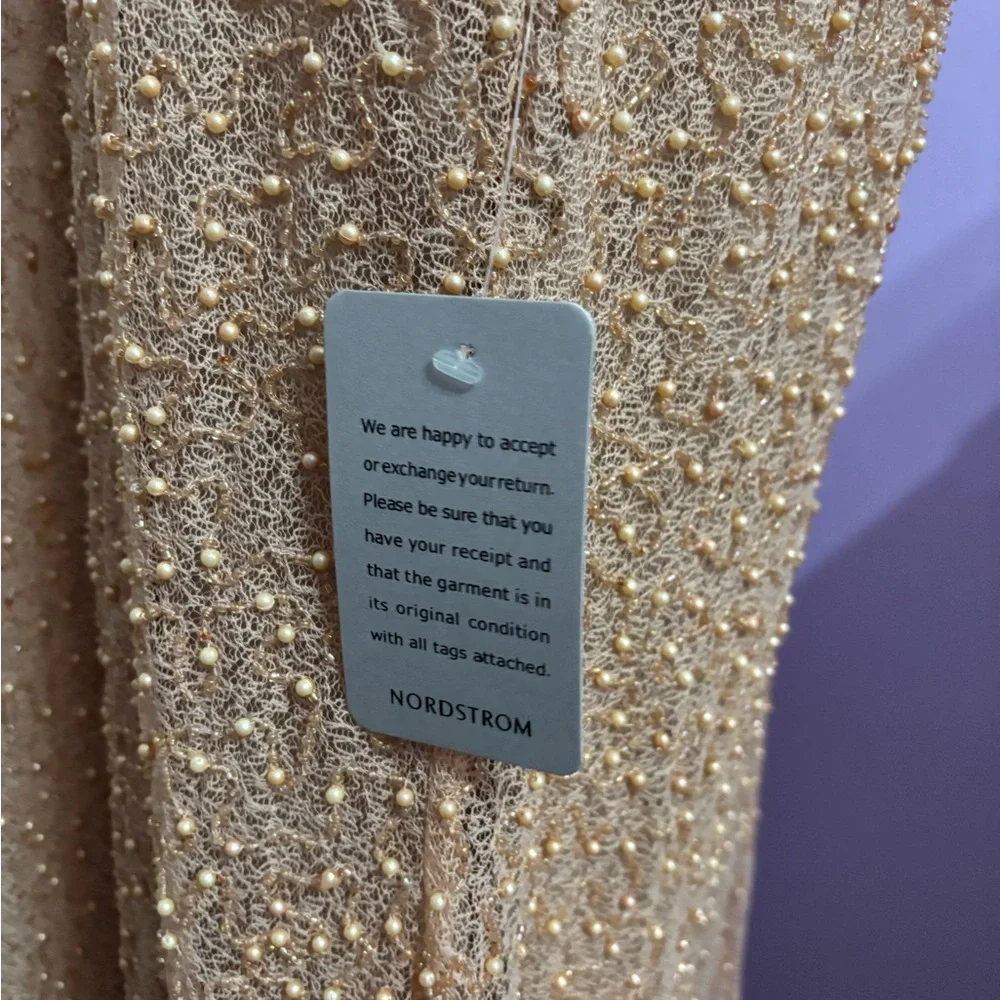 We are happy to accept
or exchange your return.
Please be sure that you
have your receipt and
that the garment is in
its original condition
with all tags attached.
NORDSTROM